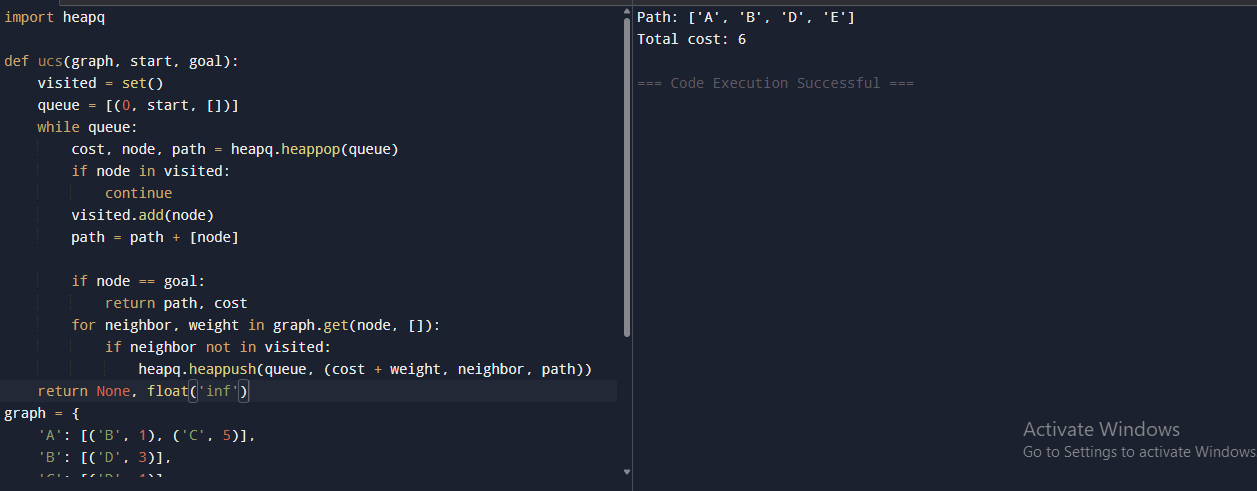 import heapq
def ucs(graph, start, goal):
    visited = set()
    queue = [(0, start, [])]
    while queue:
        cost, node, path = heapq.heappop(queue)
        if node in visited:
            continue
        visited.add(node)
        path = path + [node]
        if node == goal:
            return path, cost
        for neighbor, weight in graph.get(node, []):
            if neighbor not in visited:
                heapq.heappush(queue, (cost + weight, neighbor, path))
    return None, float('inf')
graph = {
    'A': [('B', 1), ('C', 5)],
    'B': [('D', 3)],
Path: ['A', 'B', 'D', 'E']
Total cost: 6
=== Code Execution Successful ===
Activate Windows
Go to Settings to activate Windows